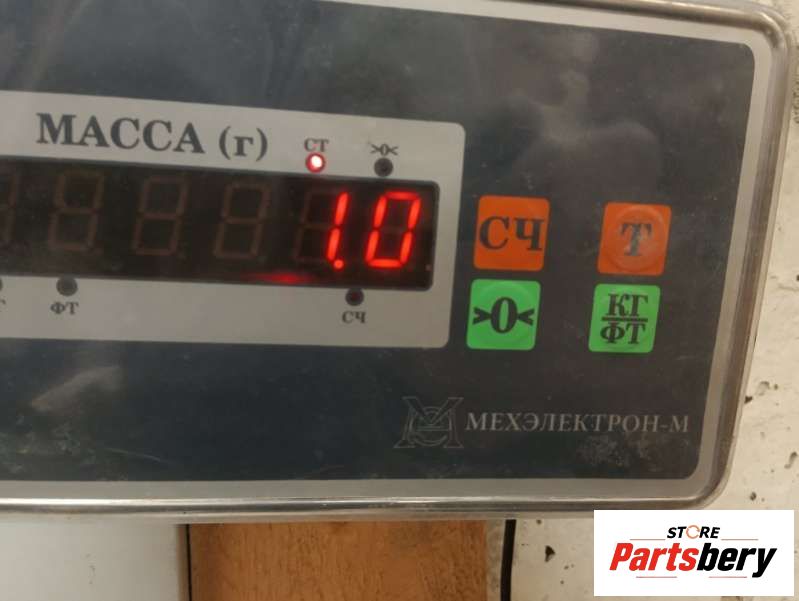 МАССА (г)
СТ
>0<
1.0
СЧ
Т
ФТ
СЧ
>0<
КГ
ФТ
МЕХЭЛЕКТРОН-М
STORE
Partsbery